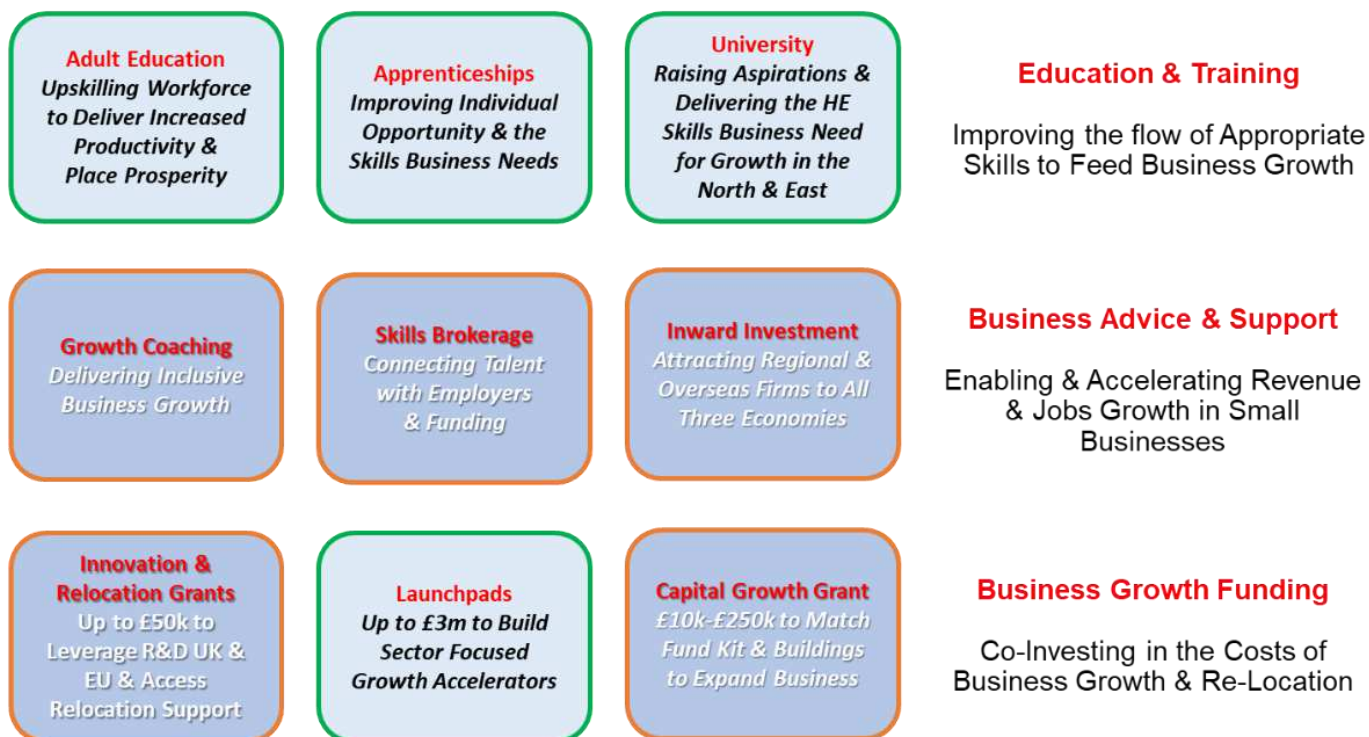 Adult Education
Upskilling Workforce
to Deliver Increased
Productivity &
Place Prosperity
Apprenticeships
Improving Individual
Opportunity & the
Skills Business Needs
University
Raising Aspirations &
Delivering the HE
Skills Business Need
for Growth in the
North & East
Education & Training
Improving the flow of Appropriate
Skills to Feed Business Growth
Growth Coaching
Delivering Inclusive
Business Growth
Skills Brokerage
Connecting Talent
with Employers
& Funding
Inward Investment
Attracting Regional &
Overseas Firms to All
Three Economies
Business Advice & Support
Enabling & Accelerating Revenue
& Jobs Growth in Small
Businesses
Innovation &
Relocation Grants
Up to £50k to
Leverage R&D UK &
EU & Access
Relocation Support
Launchpads
Up to £3m to Build
Sector Focused
Growth Accelerators
Capital Growth Grant
£10k-£250k to Match
Fund Kit & Buildings
to Expand Business
Business Growth Funding
Co-Investing in the Costs of
Business Growth & Re-Location